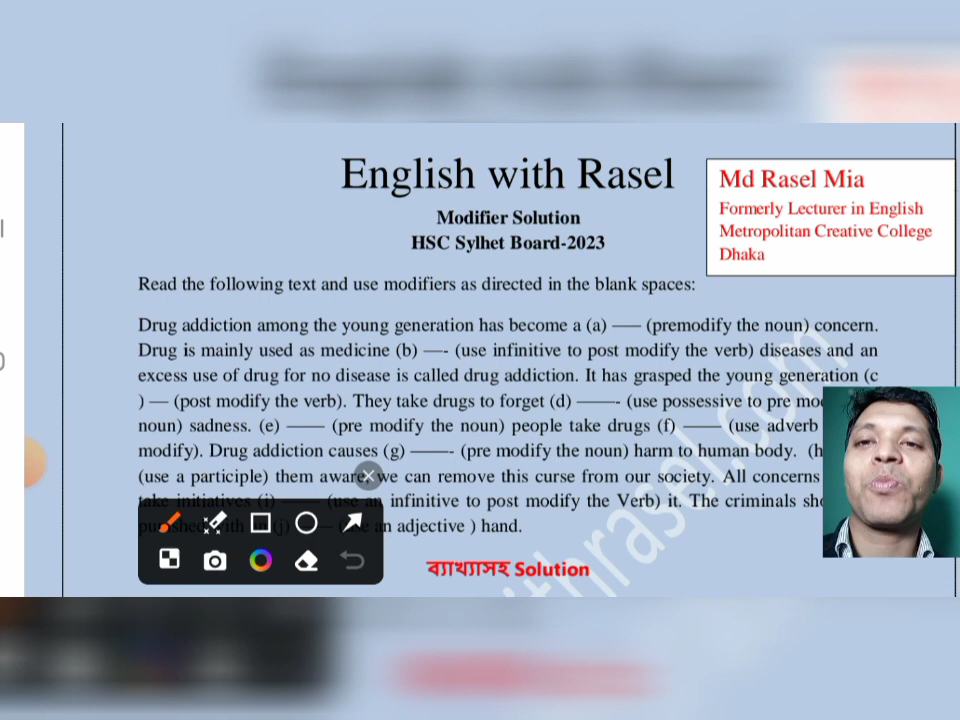 English with Rasel
Md Rasel Mia
Formerly Lecturer in English
Metropolitan Creative College
Dhaka
Modifier Solution
HSC Sylhet Board-2023
Read the following text and use modifiers as directed in the blank spaces:
Drug addiction among the young generation has become a (a) —— (premodify the noun) concern.
Drug is mainly used as medicine (b) —-- (use infinitive to post modify the verb) diseases and an
excess use of drug for no disease is called drug addiction. It has grasped the young generation (c
) — (post modify the verb). They take drugs to forget (d) ——- (use possessive to pre mo
noun) sadness. (e) —— (pre modify the noun) people take drugs (f) —— (use adverb
modify). Drug addiction causes (g) ——- (pre modify the noun) harm to human body. (h
(use a participle) them aware we can remove this curse from our society. All concerns
take initiatives (i) —— (use an infinitive to post modify the Verb) it. The criminals sho
punished with (j) an adjective ) hand.
ব্যাখ্যাসহ Solution